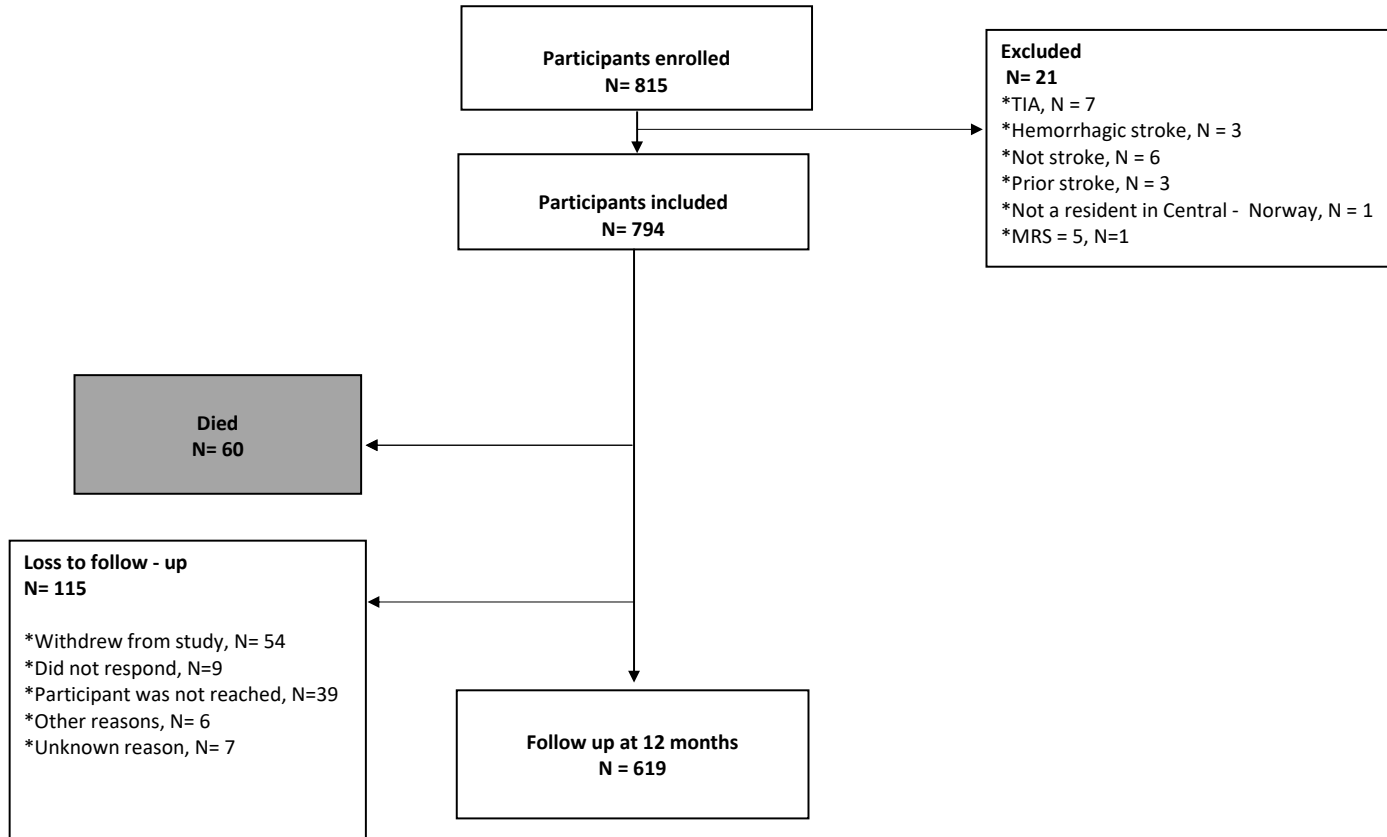 Participants enrolled
N= 815
Excluded
N= 21
*TIA, N = 7
*Hemorrhagic stroke, N = 3
*Not stroke, N = 6
*Prior stroke, N = 3
*Not a resident in Central - Norway, N = 1
*MRS = 5, N=1
Participants included
N= 794
Died
N= 60
Loss to follow - up
N= 115
*Withdrew from study, N= 54
*Did not respond, N=9
*Participant was not reached, N=39
*Other reasons, N= 6
*Unknown reason, N= 7
Follow up at 12 months
N = 619